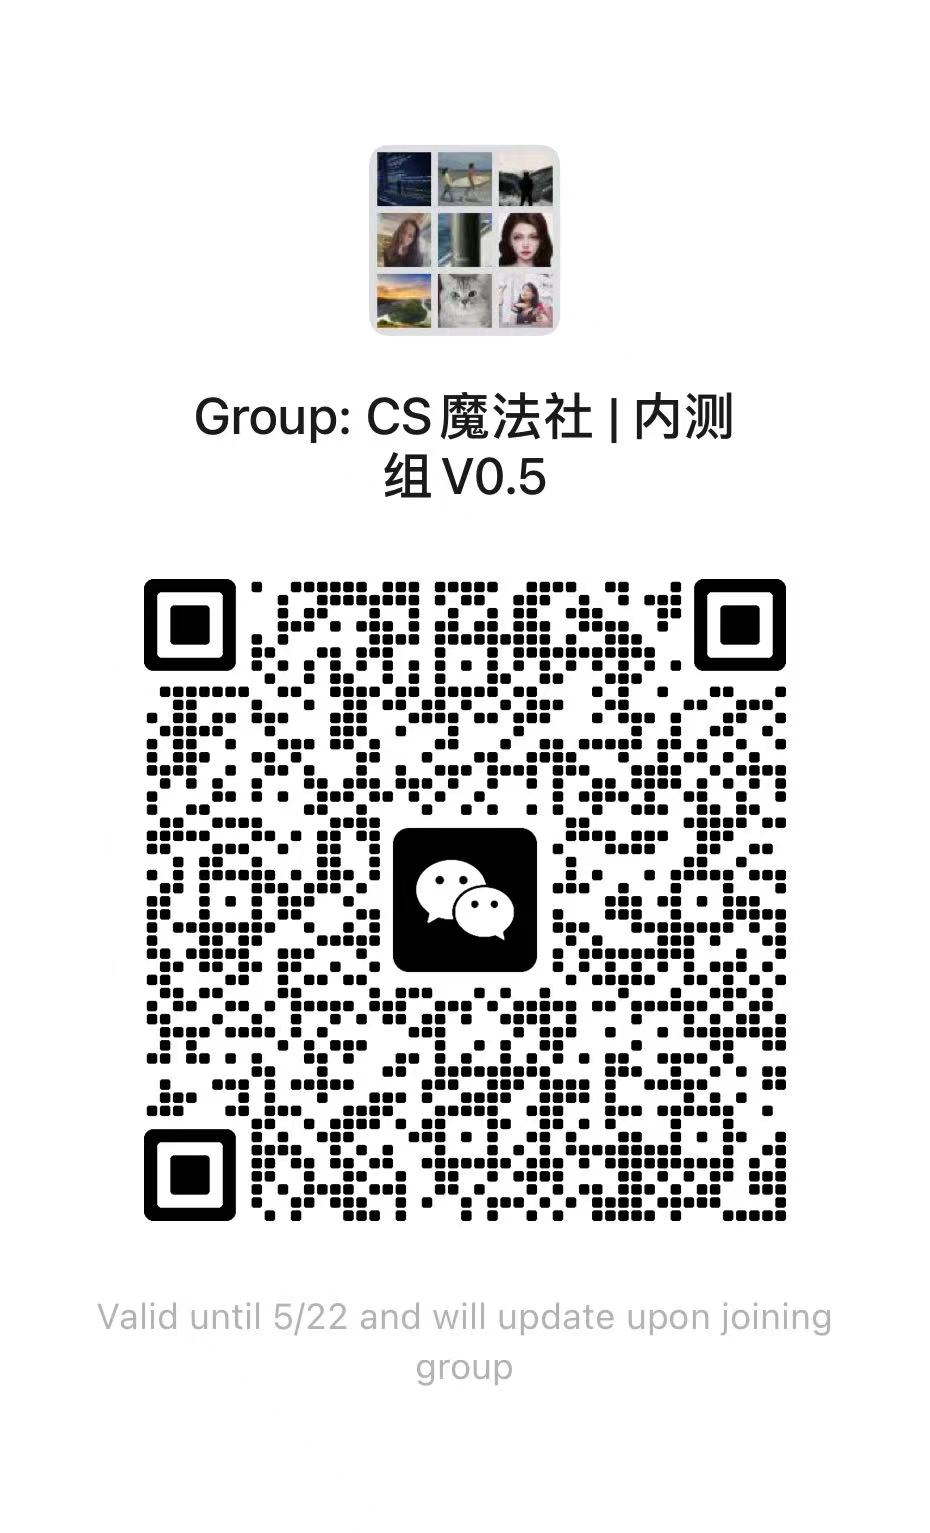 Group: CS魔法社 | 内测
组 V0.5
Valid until 5/22 and will update upon joining
group